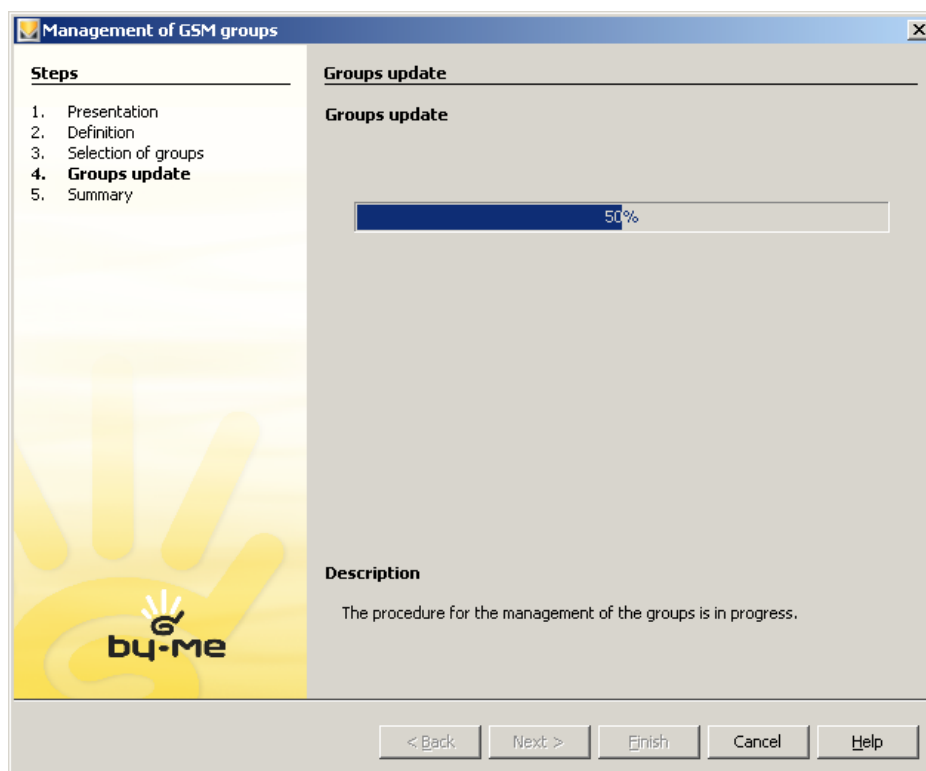 Management of GSM groups
Steps
1. Presentation
2. Definition
3. Selection of groups
4. Groups update
5. Summary
by-me
Groups update
Groups update
50%
Description
The procedure for the management of the groups is in progress.
< Back Next > Finish Cancel Help